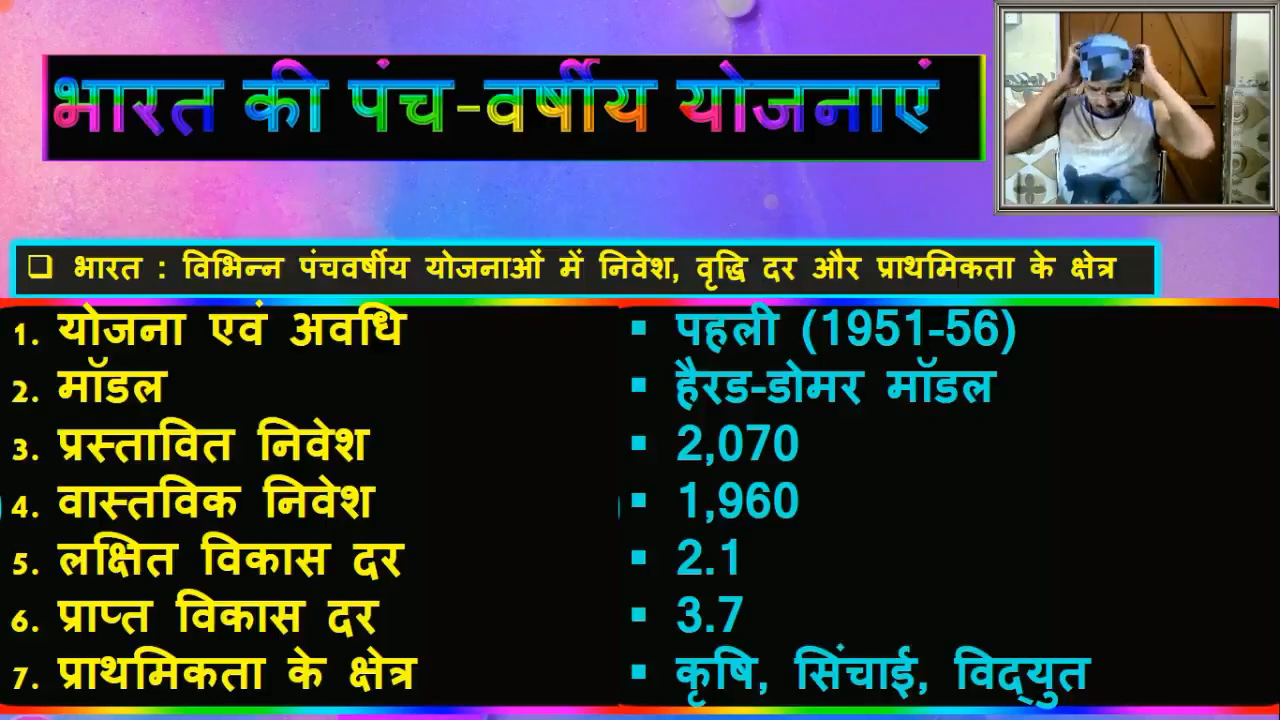 भारत की पंच-वर्षीय योजनाएं
❑ भारत : विभिन्न पंचवर्षीय योजनाओं में निवेश, वृद्धि दर और प्राथमिकता के क्षेत्र
1. योजना एवं अवधि
2. मॉडल
3. प्रस्तावित निवेश
4. वास्तविक निवेश
5. लक्षित विकास दर
6. प्राप्त विकास दर
7. प्राथमिकता के क्षेत्र
▪ पहली (1951-56)
▪ हैरड-डोमर मॉडल
▪ 2,070
▪ 1,960
▪ 2.1
▪ 3.7
▪ कृषि, सिंचाई, विद्‌युत